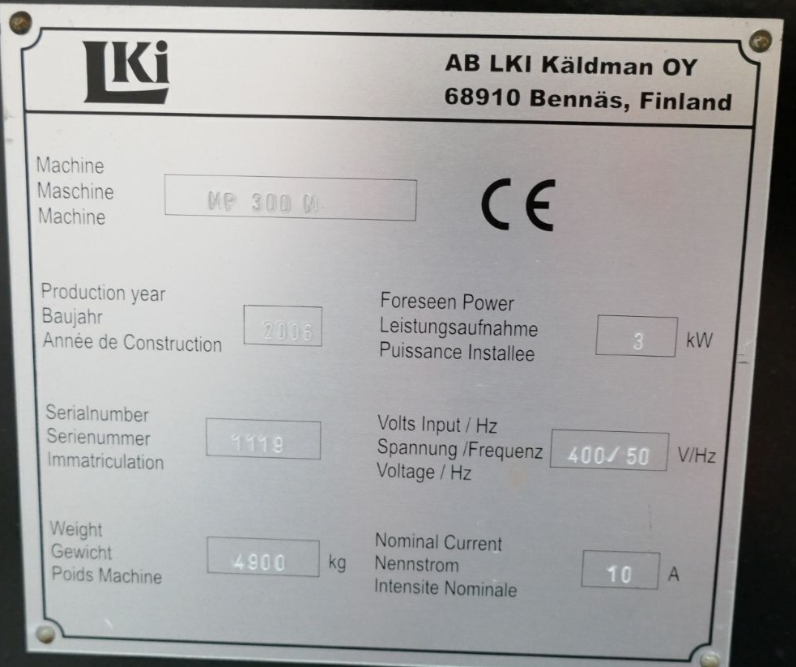 LKi
AB LKI Käldman OY
68910 Bennäs, Finland
Machine
Maschine
Machine
MP 300 M
CE
Production year
Baujahr
Année de Construction
2006
Foreseen Power
Leistungsaufnahme
Puissance Installee
3 kW
Serialnumber
Serienummer
Immatriculation
1119
Volts Input / Hz
Spannung /Frequenz
Voltage / Hz
400/50 V/Hz
Weight
Gewicht
Poids Machine
4900 kg
Nominal Current
Nennstrom
Intensite Nominale
10 A